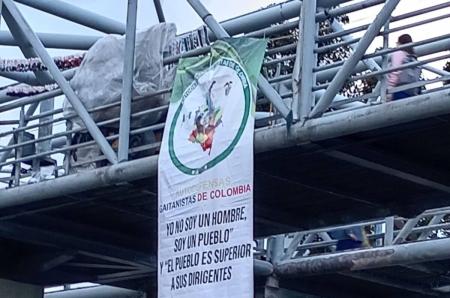 AUTODEFENSAS
GAITANISTAS DE COLOMBIA
YO NO SOY UN HOMBRE,
SOY UN PUEBLO"
Y "EL PUEBLO ES SUPERIOR
A SUS DIRIGENTES